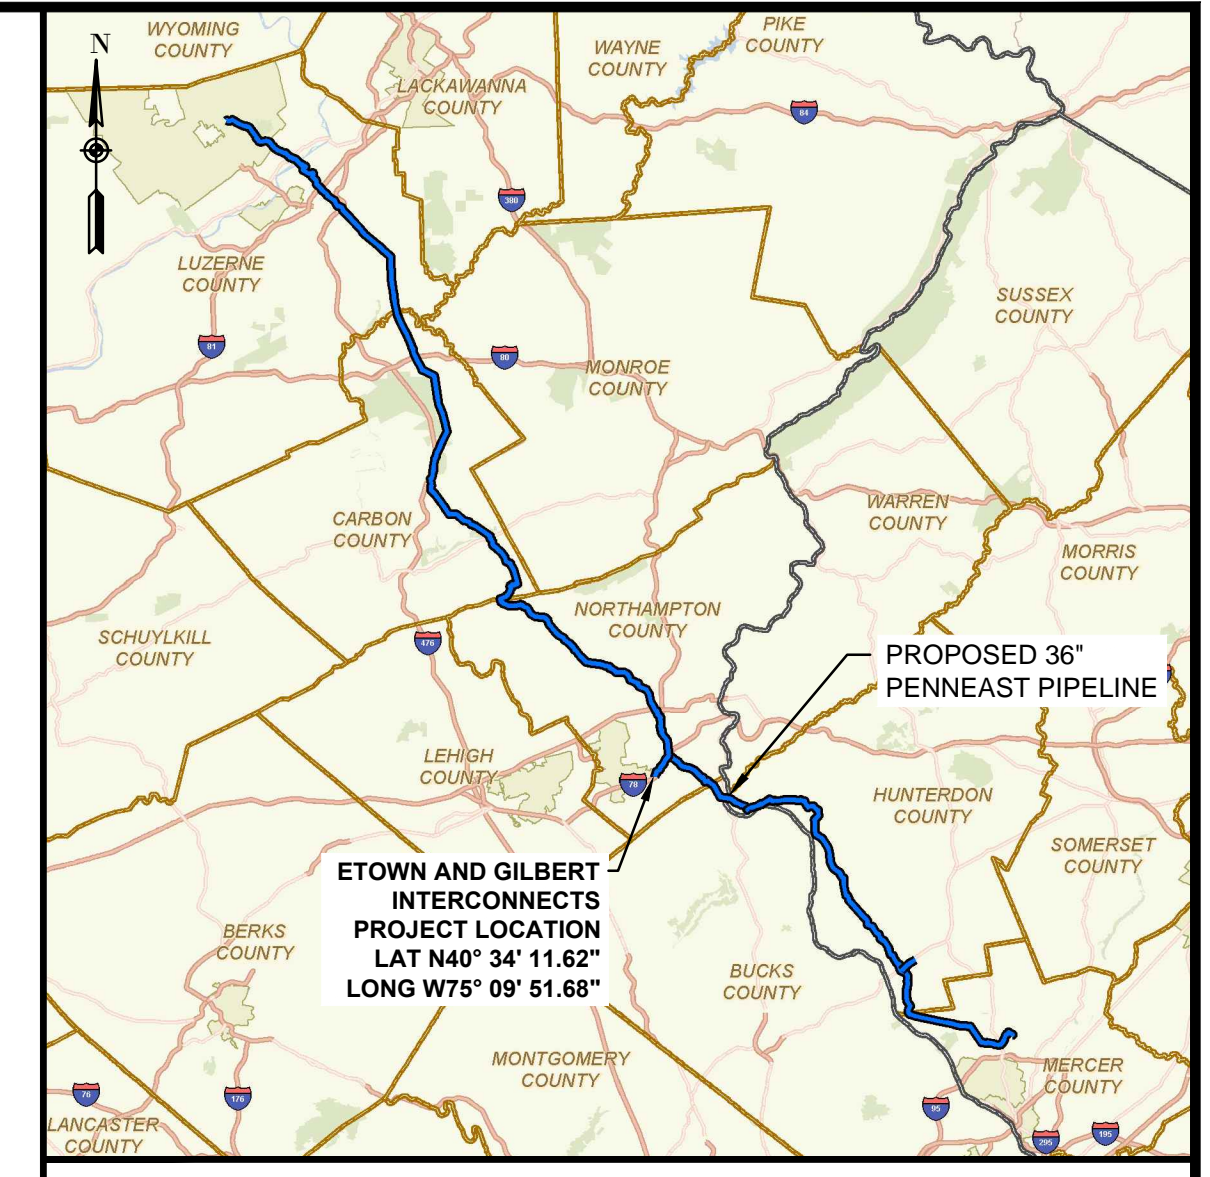 WYOMING
COUNTY
PIKE
COUNTY
N
WAYNE
COUNTY
LACKAWANNA
COUNTY
84
380
LUZERNE
COUNTY
SUSSEX
COUNTY
81
80
MONROE
COUNTY
WARREN
COUNTY
CARBON
COUNTY
MORRIS
COUNTY
NORTHAMPTON
COUNTY
SCHUYLKILL
COUNTY
476
PROPOSED 36"
PENNEAST PIPELINE
LEHIGH
COUNTY
78
HUNTERDON
COUNTY
SOMERSET
COUNTY
ETOWN AND GILBERT
INTERCONNECTS
PROJECT LOCATION
LAT N40° 34' 11.62"
LONG W75° 09' 51.68"
BERKS
COUNTY
BUCKS
COUNTY
MONTGOMERY
COUNTY
MERCER
COUNTY
76
176
95
195
295
LANCASTER
COUNTY